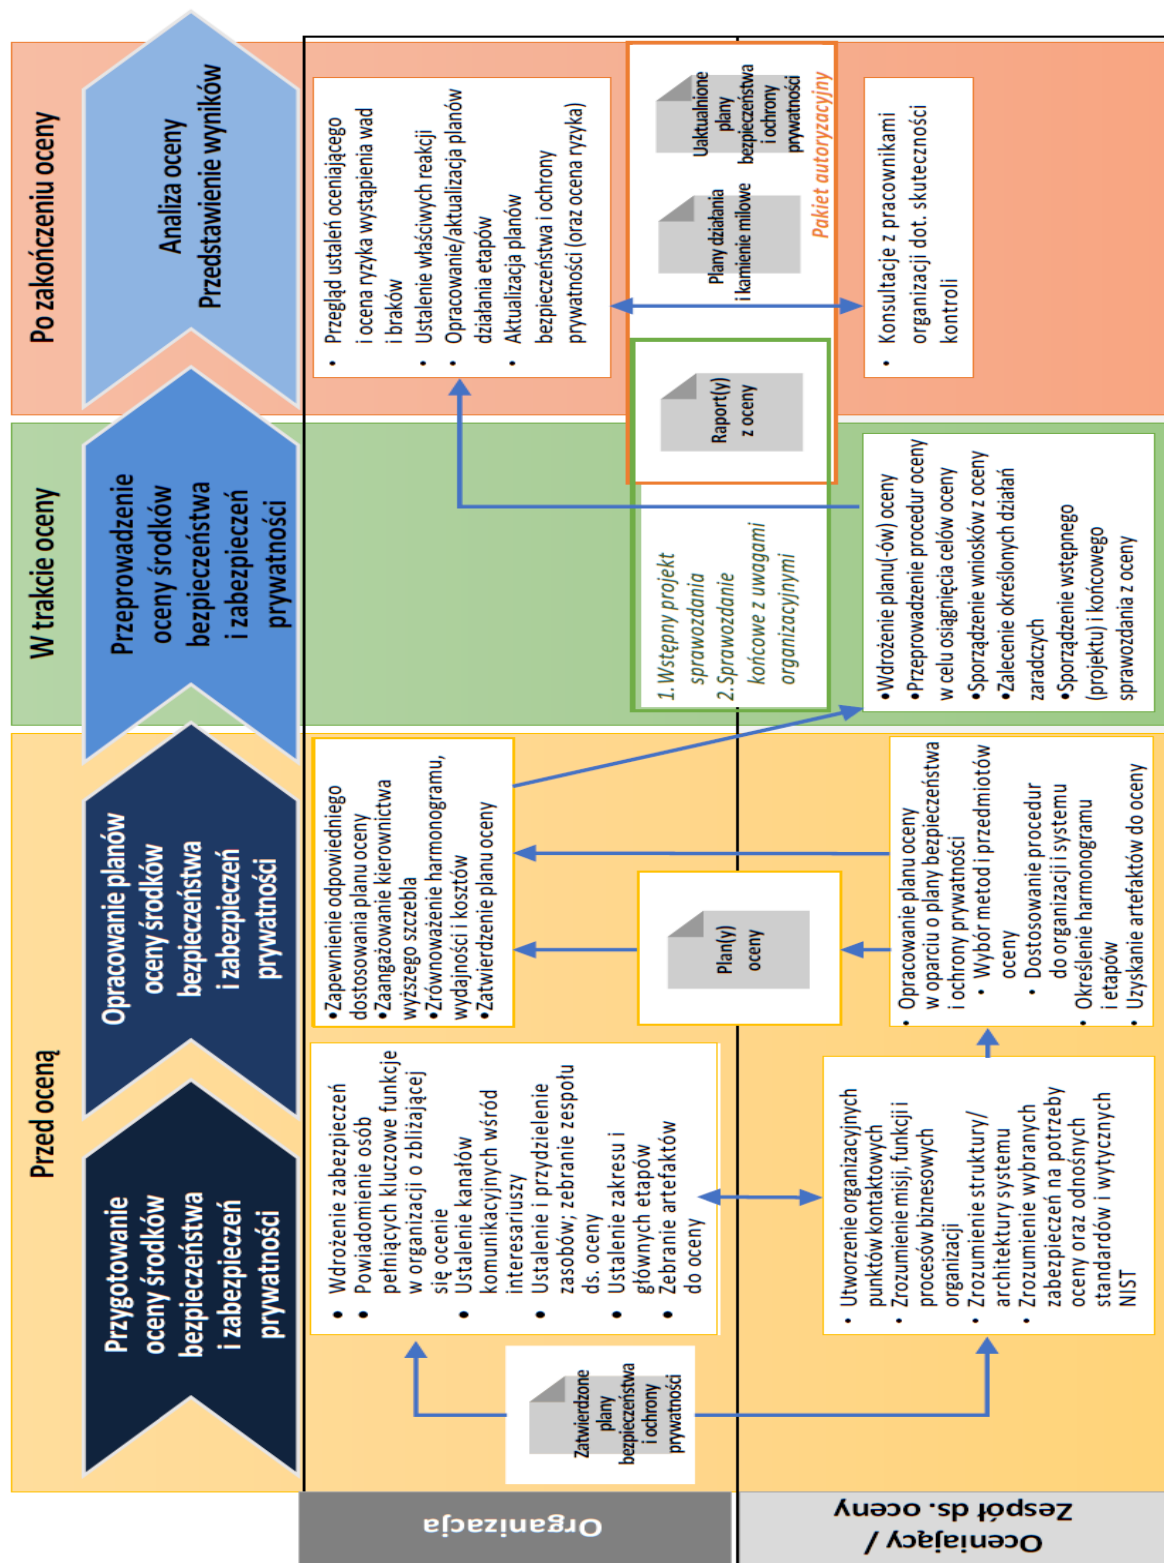 Przed oceną
W trakcie oceny
Po zakończeniu oceny
Przygotowanie
oceny środków
bezpieczeństwa
i zabezpieczeń
prywatności
Opracowanie planów
oceny środków
bezpieczeństwa
i zabezpieczeń
prywatności
Przeprowadzenie
oceny środków
bezpieczeństwa
i zabezpieczeń
prywatności
Analiza oceny
Przedstawienie wyników
Organizacja
Zatwierdzone
plany
bezpieczeństwa
i ochrony
prywatności
• Wdrożenie zabezpieczeń
• Powiadomienie osób
pełniących kluczowe funkcje
w organizacji o zbliżającej
się ocenie
• Ustalenie kanałów
komunikacyjnych wśród
interesariuszy
• Ustalenie i przydzielenie
zasobów; zebranie zespołu
ds. oceny
• Ustalenie zakresu i
głównych etapów
• Zebranie artefaktów
do oceny
•Zapewnienie odpowiedniego
dostosowania planu oceny
•Zaangażowanie kierownictwa
wyższego szczebla
•Zrównoważenie harmonogramu,
wydajności i kosztów
•Zatwierdzenie planu oceny
Plan(y)
oceny
1.Wstępny projekt
sprawozdania
2.Sprawozdanie
końcowe z uwagami
organizacyjnymi
Raport(y)
z oceny
• Przegląd ustaleń oceniającego
i ocena ryzyka wystąpienia wad
i braków
• Ustalenie właściwych reakcji
• Opracowanie/aktualizacja planów
działania etapów
• Aktualizacja planów
bezpieczeństwa i ochrony
prywatności (oraz ocena ryzyka)
Plany działania
i kamienie milowe
Uaktualnione
plany
bezpieczeństwa
i ochrony
prywatności
Pakiet autoryzacyjny
Oceniający /
Zespół ds. oceny
• Utworzenie organizacyjnych
punktów kontaktowych
• Zrozumienie misji, funkcji i
procesów biznesowych
organizacji
• Zrozumienie struktury/
architektury systemu
• Zrozumienie wybranych
zabezpieczeń na potrzeby
oceny oraz odnośnych
standardów i wytycznych
NIST
• Opracowanie planu oceny
w oparciu o plany bezpieczeństwa
i ochrony prywatności
• Wybór metod i przedmiotów
oceny
• Dostosowanie procedur
do organizacji i systemu
• Określenie harmonogramu
i etapów
• Uzyskanie artefaktów do oceny
•Wdrożenie planu(-ów) oceny
•Przeprowadzenie procedur oceny
w celu osiągnięcia celów oceny
•Sporządzenie wniosków z oceny
•Zalecenie określonych działań
zaradczych
•Sporządzenie wstępnego
(projektu) i końcowego
sprawozdania z oceny
• Konsultacje z pracownikami
organizacji dot. skuteczności
kontroli